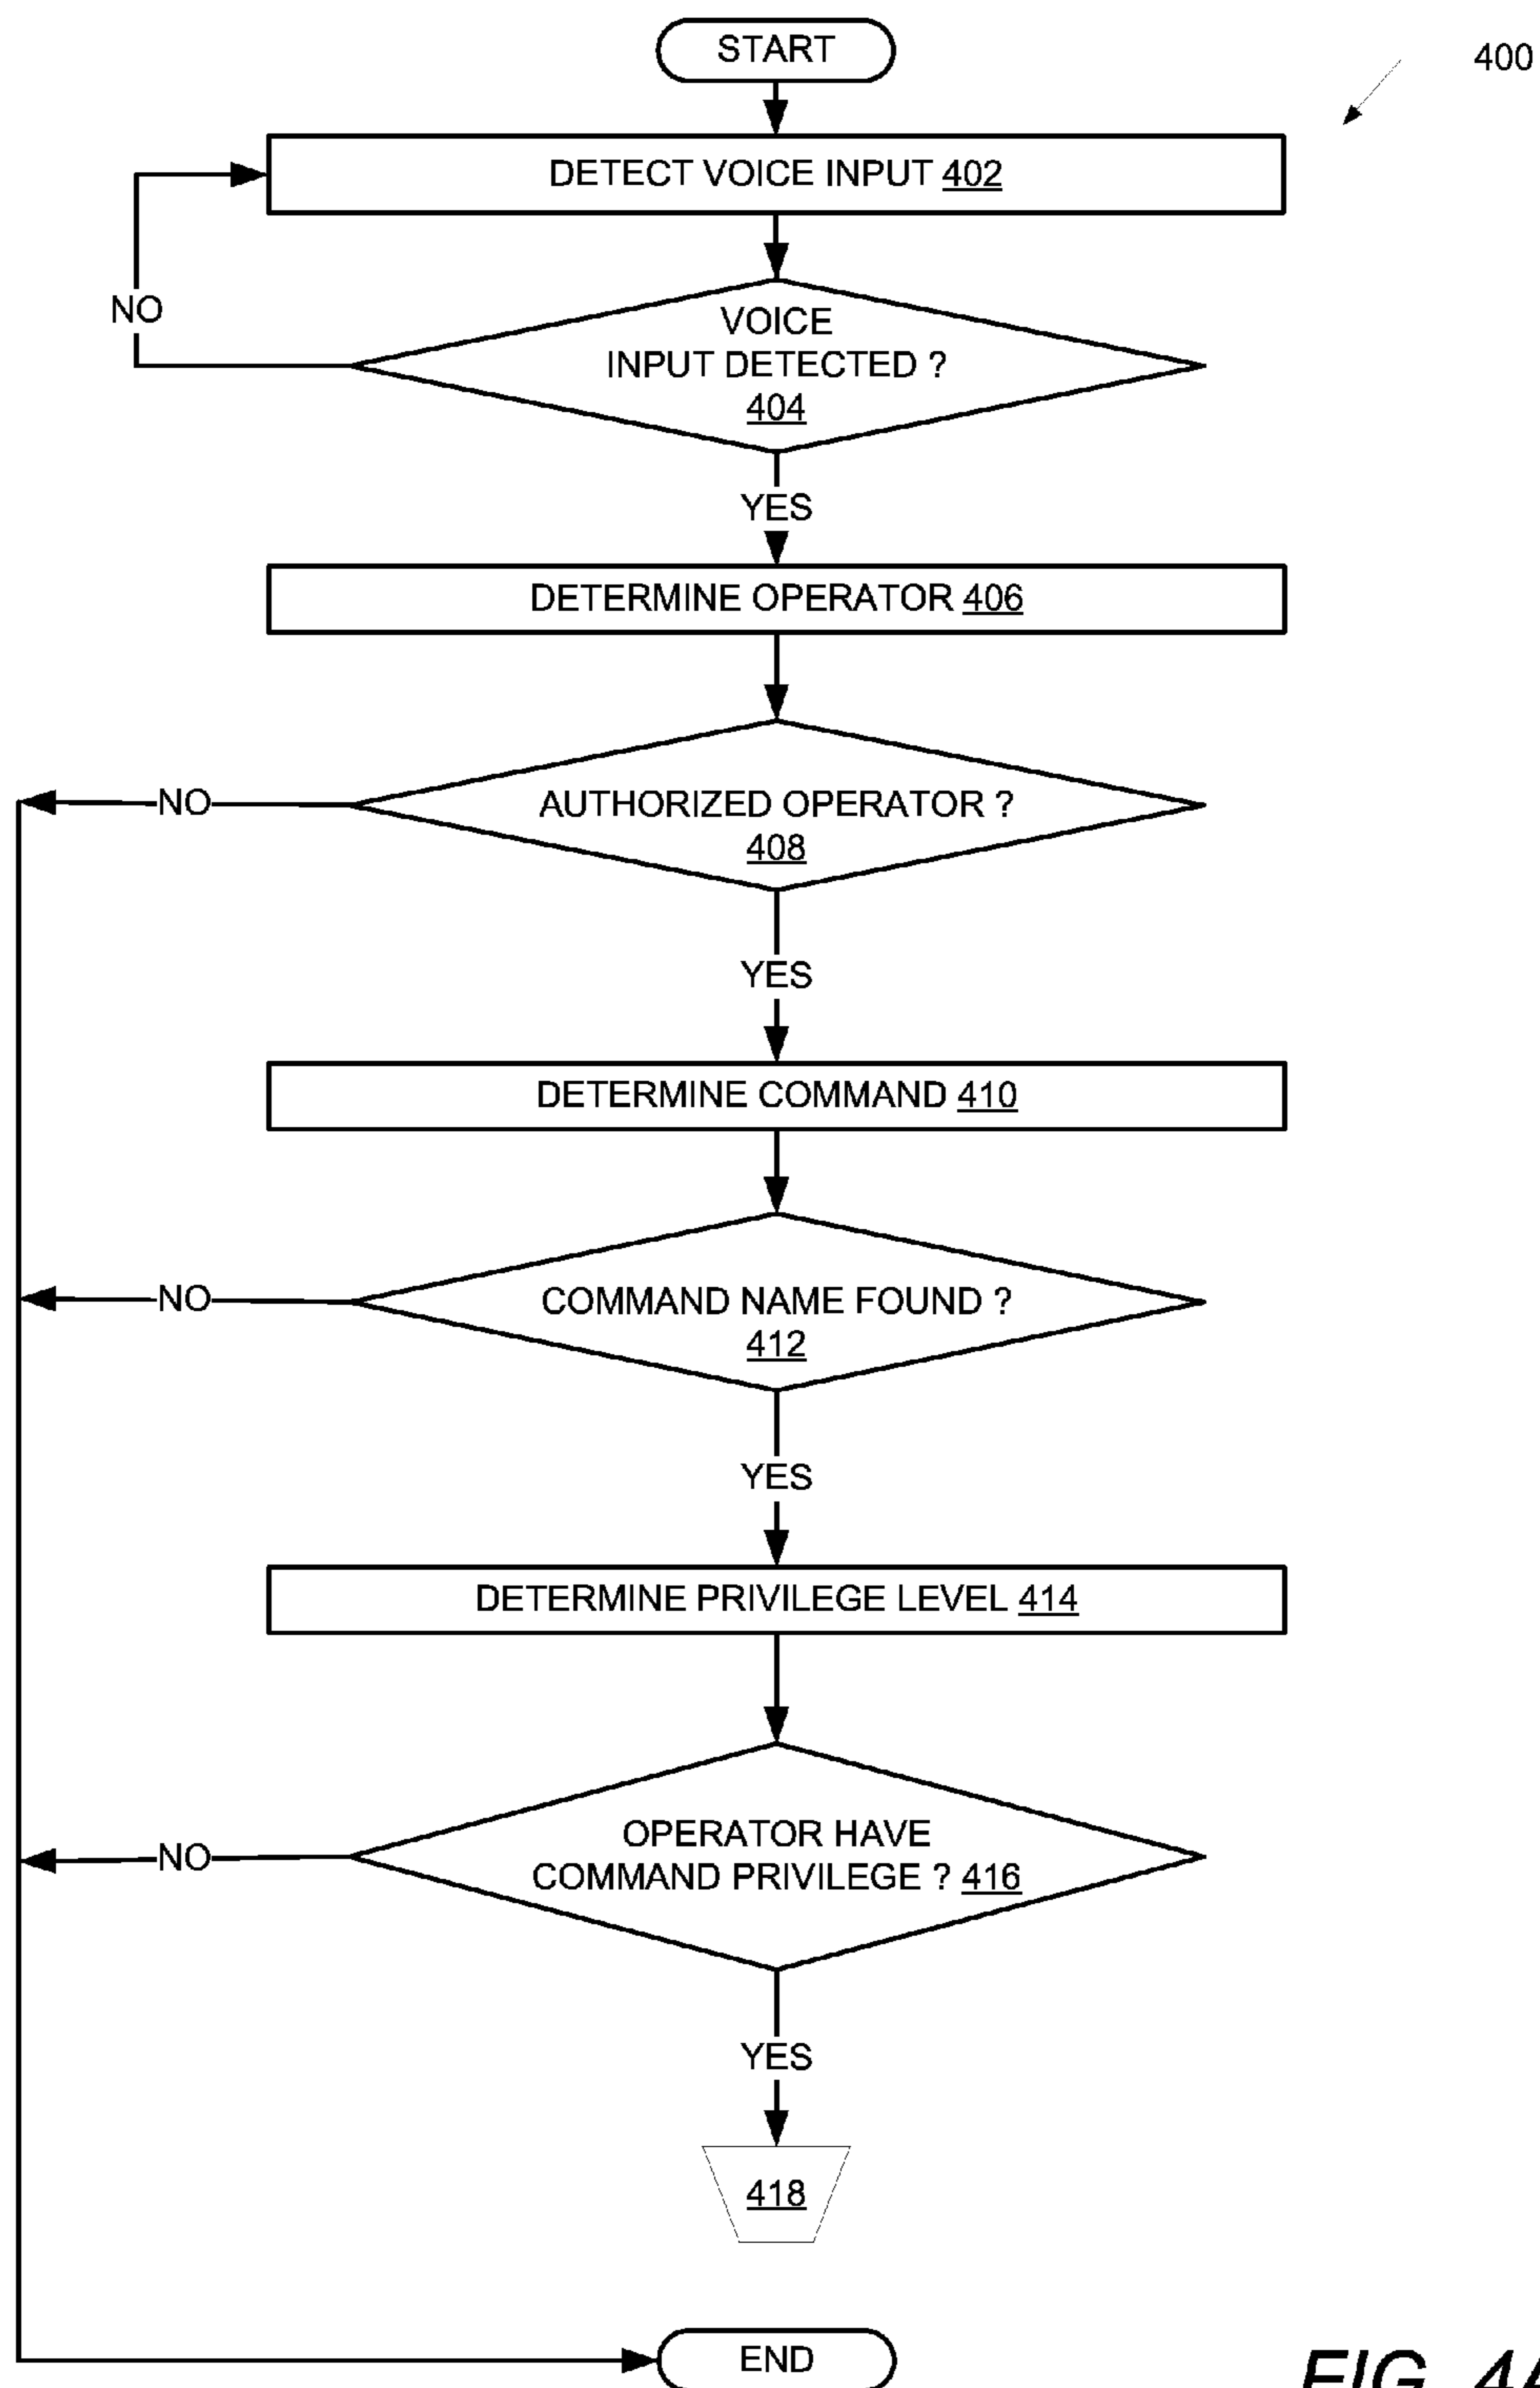 START
400
DETECT VOICE INPUT 402
NO
VOICE
INPUT DETECTED ?
404
YES
DETERMINE OPERATOR 406
NO
AUTHORIZED OPERATOR ?
408
YES
DETERMINE COMMAND 410
NO
COMMAND NAME FOUND ?
412
YES
DETERMINE PRIVILEGE LEVEL 414
NO
OPERATOR HAVE
COMMAND PRIVILEGE ? 416
YES
418
END
FIG. 4A